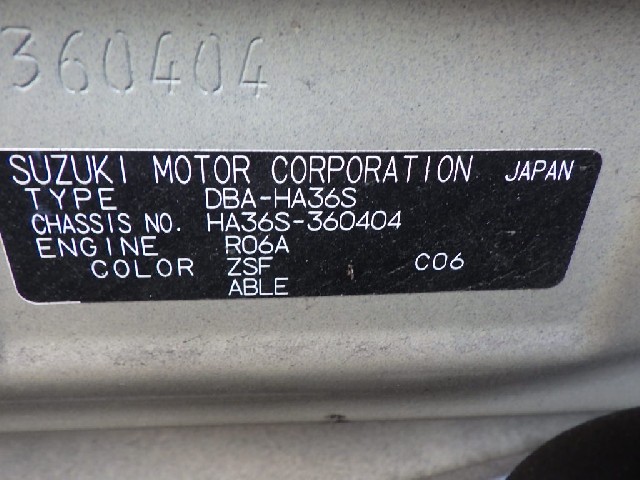 360404
SUZUKI MOTOR CORPORATION JAPAN
TYPE DBA-HA36S
CHASSIS NO. HA36S-360404
ENGINE R06A
COLOR ZSF C06
ABLE